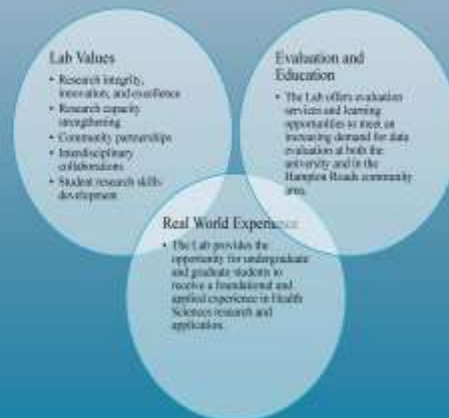 Lab Values
• Research integrity,
innovation, and excellence
• Research capacity
strengthening
• Community partnerships
• Interdisciplinary
collaborations
• Student research skills
development
Evaluation and
Education
• The Lab offers evaluation
services and learning
opportunities to meet an
increasing demand for data
evaluation at both the
university and in the
Hampton Roads community
area.
Real World Experience
• The Lab provides the
opportunity for undergraduate
and graduate students to
receive a foundational and
applied experience in Health
Sciences research and
application.